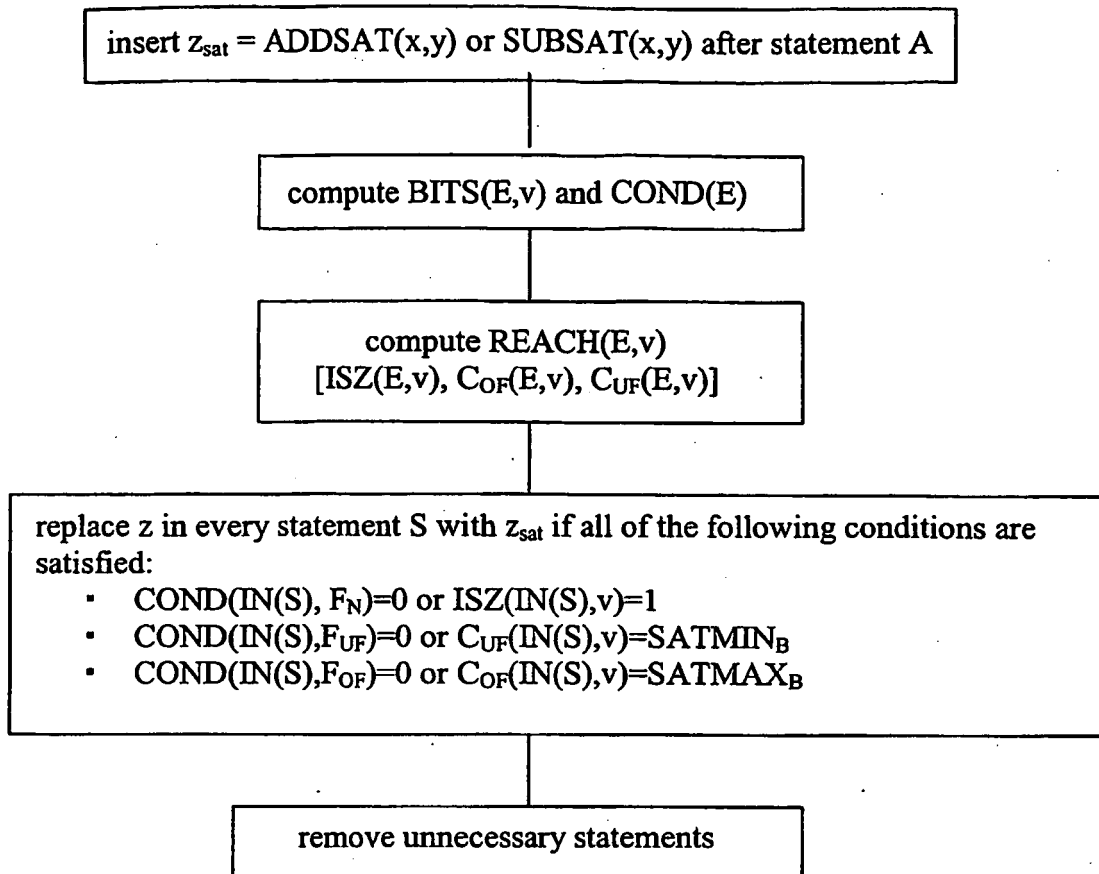 insert z_sat = ADDSAT(x,y) or SUBSAT(x,y) after statement A
compute BITS(E,v) and COND(E)
compute REACH(E,v)
[ISZ(E,v), C_OF(E,v), C_UF(E,v)]
replace z in every statement S with z_sat if all of the following conditions are
satisfied:
▪ COND(IN(S), F_N)=0 or ISZ(IN(S),v)=1
▪ COND(IN(S),F_UF)=0 or C_UF(IN(S),v)=SATMIN_B
▪ COND(IN(S),F_OF)=0 or C_OF(IN(S),v)=SATMAX_B
remove unnecessary statements